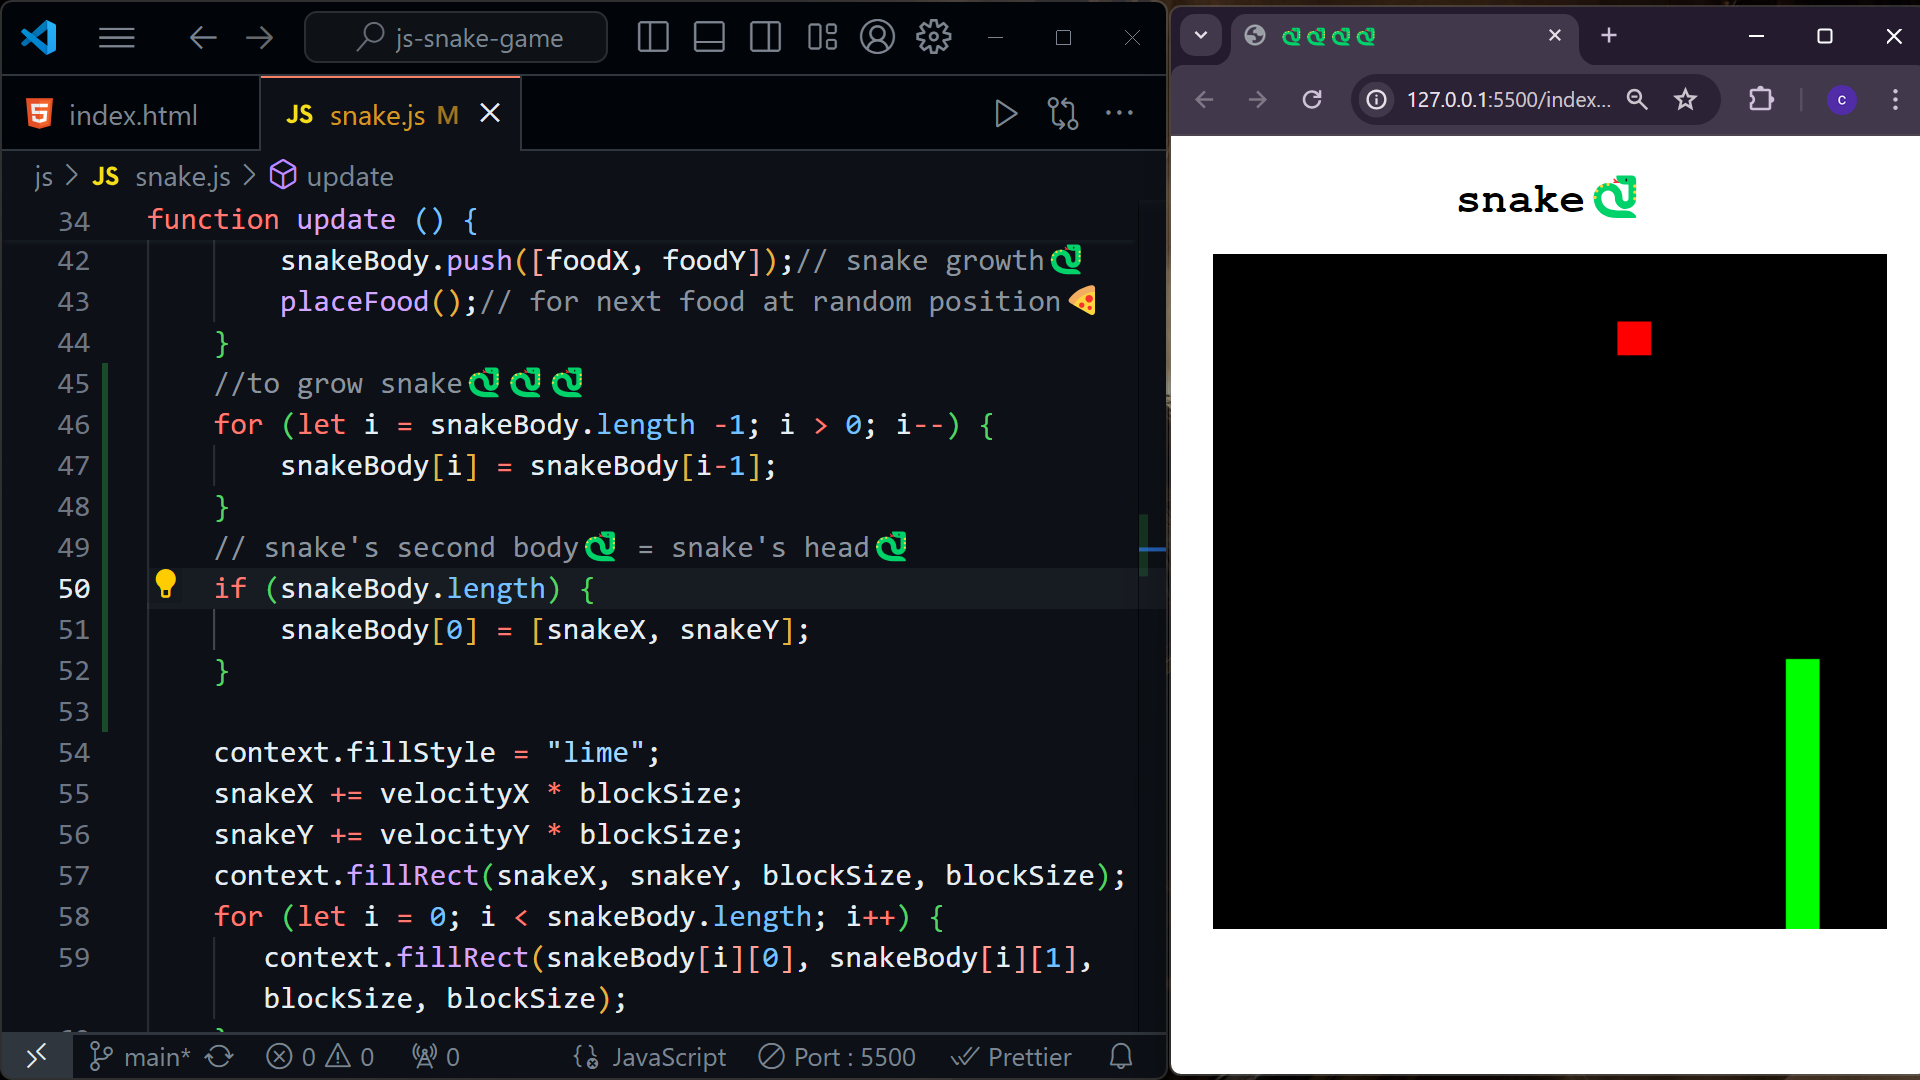 js-snake-game
index.html
JS snake.js M
js > JS snake.js > update
34 function update () {
42 snakeBody.push([foodX, foodY]);// snake growth🐍
43 placeFood();// for next food at random position🍕
44 }
45 //to grow snake🐍🐍🐍
46 for (let i = snakeBody.length -1; i > 0; i--) {
47 snakeBody[i] = snakeBody[i-1];
48 }
49 // snake's second body🐍 = snake's head🐍
50 if (snakeBody.length) {
51 snakeBody[0] = [snakeX, snakeY];
52 }
53
54 context.fillStyle = "lime";
55 snakeX += velocityX * blockSize;
56 snakeY += velocityY * blockSize;
57 context.fillRect(snakeX, snakeY, blockSize, blockSize);
58 for (let i = 0; i < snakeBody.length; i++) {
59 context.fillRect(snakeBody[i][0], snakeBody[i][1],
blockSize, blockSize);
main* 0 0 0 JavaScript Port : 5500 Prettier
🐍🐍🐍🐍
127.0.0.1:5500/index...
c
snake🐍